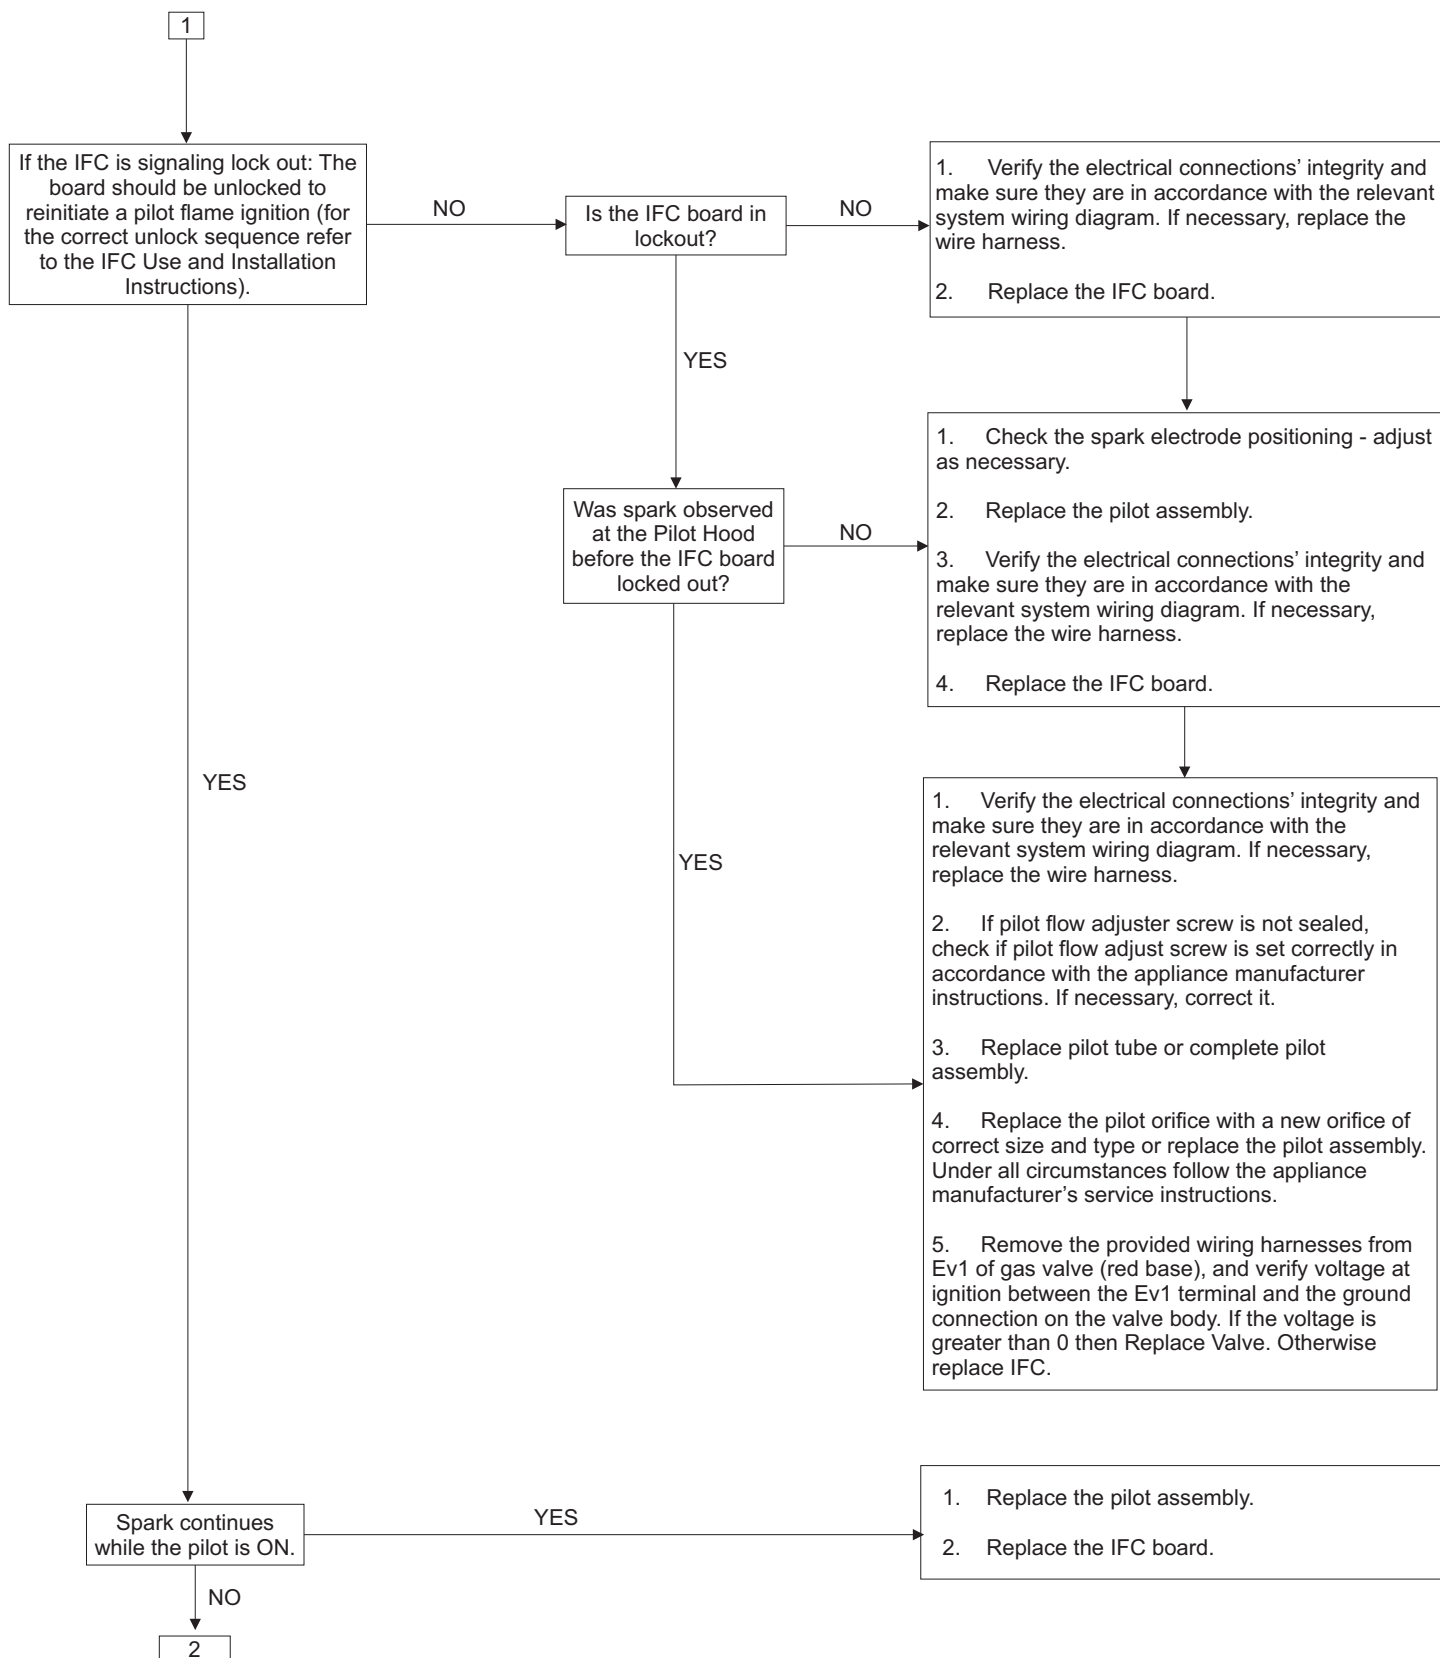 1
If the IFC is signaling lock out: The
board should be unlocked to
reinitiate a pilot flame ignition (for
the correct unlock sequence refer
to the IFC Use and Installation
Instructions).
NO
Is the IFC board in
lockout?
NO
1. Verify the electrical connections’ integrity and
make sure they are in accordance with the relevant
system wiring diagram. If necessary, replace the
wire harness.
2. Replace the IFC board.
YES
Was spark observed
at the Pilot Hood
before the IFC board
locked out?
NO
1. Check the spark electrode positioning - adjust
as necessary.
2. Replace the pilot assembly.
3. Verify the electrical connections’ integrity and
make sure they are in accordance with the
relevant system wiring diagram. If necessary,
replace the wire harness.
4. Replace the IFC board.
YES
YES
1. Verify the electrical connections’ integrity and
make sure they are in accordance with the
relevant system wiring diagram. If necessary,
replace the wire harness.
2. If pilot flow adjuster screw is not sealed,
check if pilot flow adjust screw is set correctly in
accordance with the appliance manufacturer
instructions. If necessary, correct it.
3. Replace pilot tube or complete pilot
assembly.
4. Replace the pilot orifice with a new orifice of
correct size and type or replace the pilot assembly.
Under all circumstances follow the appliance
manufacturer’s service instructions.
5. Remove the provided wiring harnesses from
Ev1 of gas valve (red base), and verify voltage at
ignition between the Ev1 terminal and the ground
connection on the valve body. If the voltage is
greater than 0 then Replace Valve. Otherwise
replace IFC.
Spark continues
while the pilot is ON.
YES
1. Replace the pilot assembly.
2. Replace the IFC board.
NO
2